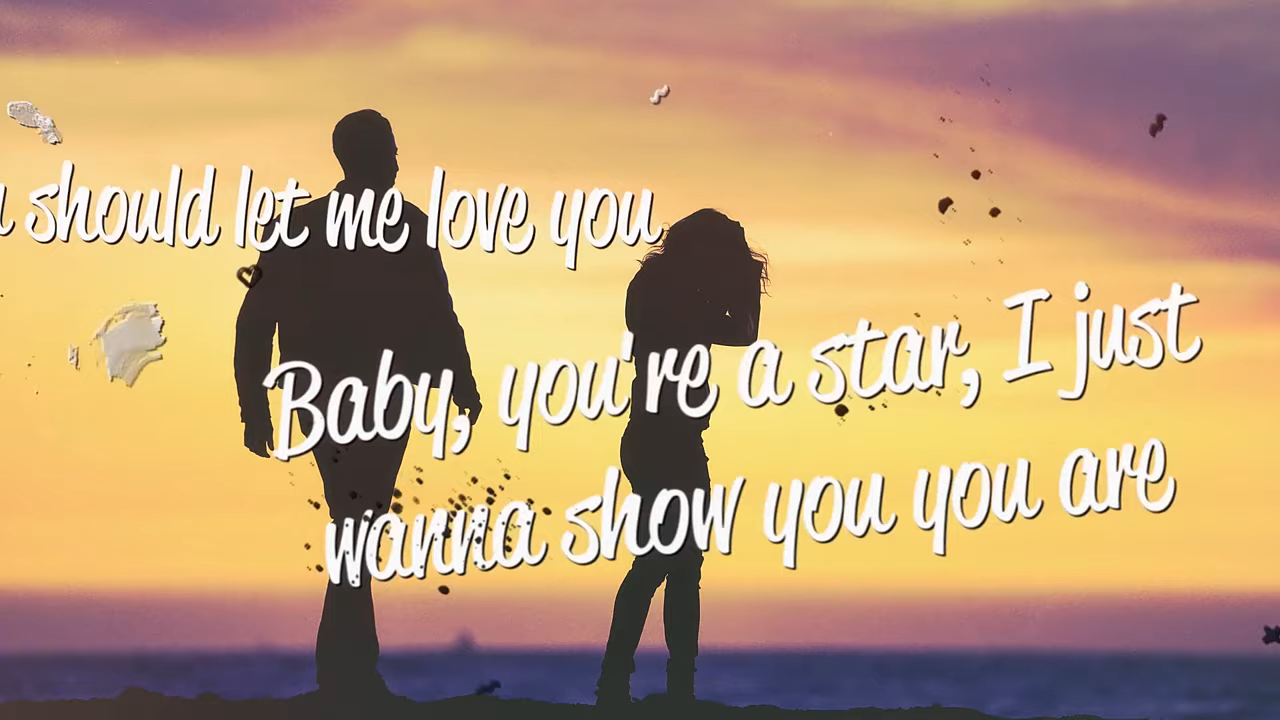 should let me love you
Baby, you're a star, I just
wanna show you you are